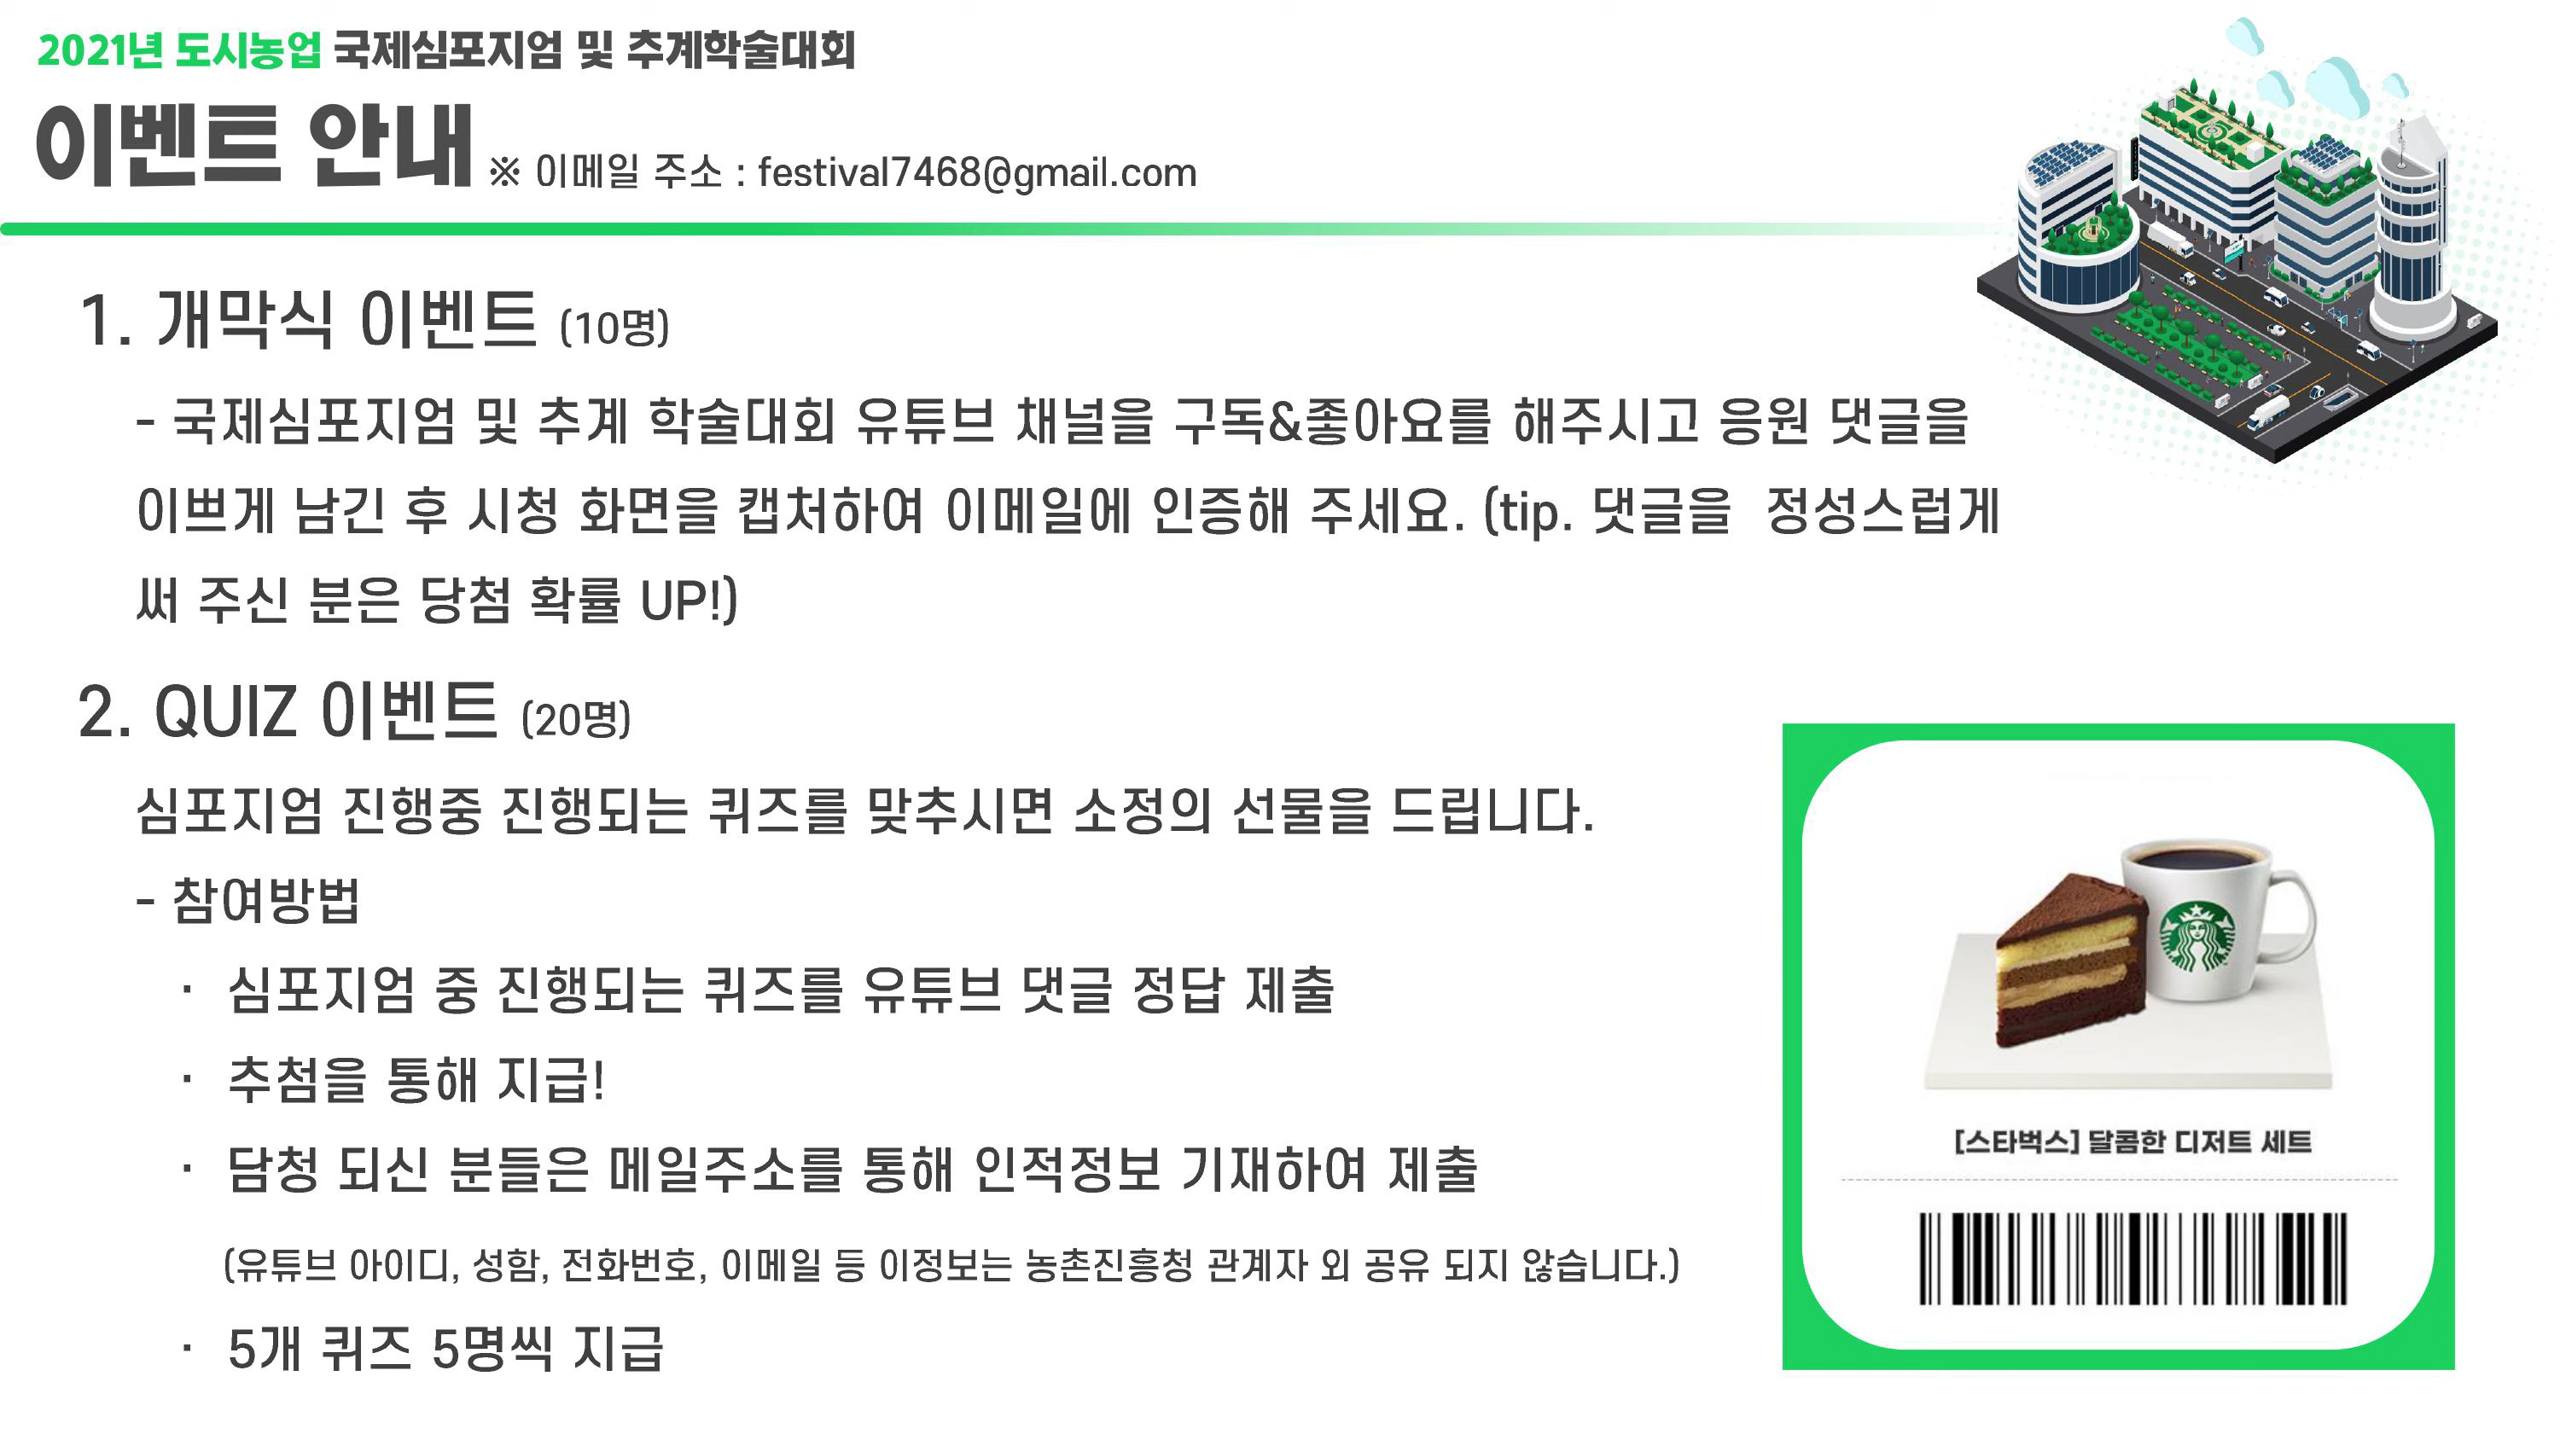 2021년 도시농업 국제심포지엄 및 추계학술대회
이벤트 안내 ※ 이메일 주소 : festival7468@gmail.com
1. 개막식 이벤트 (10명)
- 국제심포지엄 및 추계 학술대회 유튜브 채널을 구독&좋아요를 해주시고 응원 댓글을
이쁘게 남긴 후 시청 화면을 캡처하여 이메일에 인증해 주세요. (tip. 댓글을 정성스럽게
써 주신 분은 당첨 확률 UP!)
2. QUIZ 이벤트 (20명)
심포지엄 진행중 진행되는 퀴즈를 맞추시면 소정의 선물을 드립니다.
- 참여방법
· 심포지엄 중 진행되는 퀴즈를 유튜브 댓글 정답 제출
· 추첨을 통해 지급!
· 담청 되신 분들은 메일주소를 통해 인적정보 기재하여 제출
(유튜브 아이디, 성함, 전화번호, 이메일 등 이정보는 농촌진흥청 관계자 외 공유 되지 않습니다.)
· 5개 퀴즈 5명씩 지급
[스타벅스] 달콤한 디저트 세트